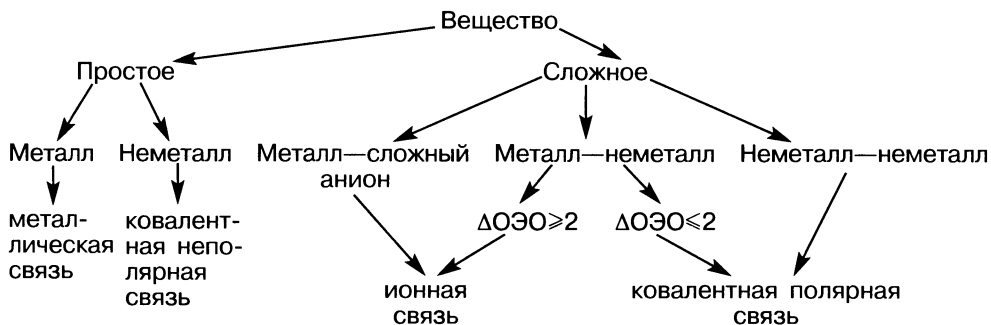 Вещество
Простое
Сложное
Металл
Неметалл
Металл—сложный
анион
Металл—неметалл
Неметалл—неметалл
метал-
лическая
связь
ковалент-
ная непо-
лярная
связь
ΔОЭО⩾2
ΔОЭО⩽2
ионная
связь
ковалентная полярная
связь